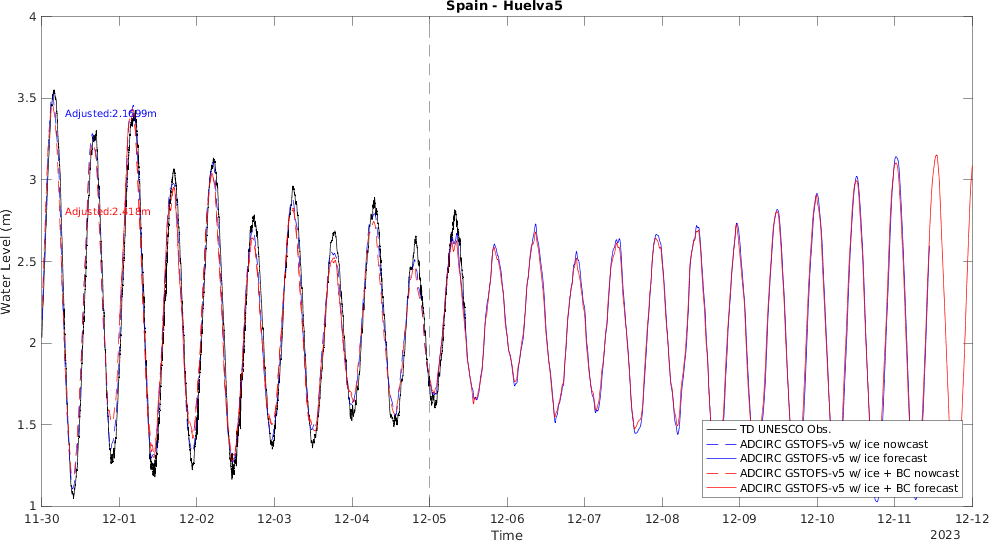 Spain - Huelva5
4
3.5
3
2.5
2
1.5
1
Water Level (m)
Adjusted:2.1699m
Adjusted:2.418m
TD UNESCO Obs.
ADCIRC GSTOFS-v5 w/ ice nowcast
ADCIRC GSTOFS-v5 w/ ice forecast
ADCIRC GSTOFS-v5 w/ ice + BC nowcast
ADCIRC GSTOFS-v5 w/ ice + BC forecast
11-30 12-01 12-02 12-03 12-04 12-05 12-06 12-07 12-08 12-09 12-10 12-11 12-12
Time
2023